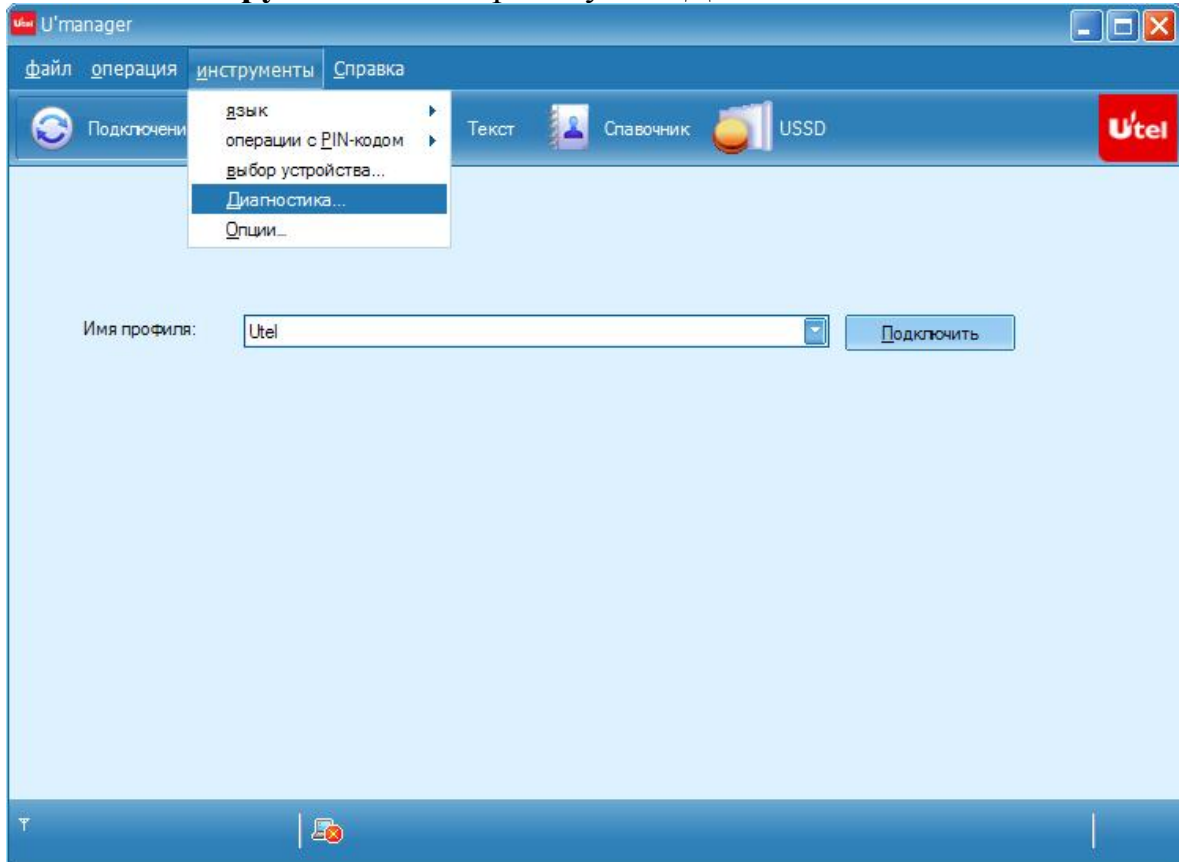 Utel U'manager
файл операция инструменты Справка
язык
операции с PIN-кодом
выбор устройства...
Диагностика...
Опции...
Подключени Текст Спавочник USSD U'tel
Имя профиля: Utel Подключить